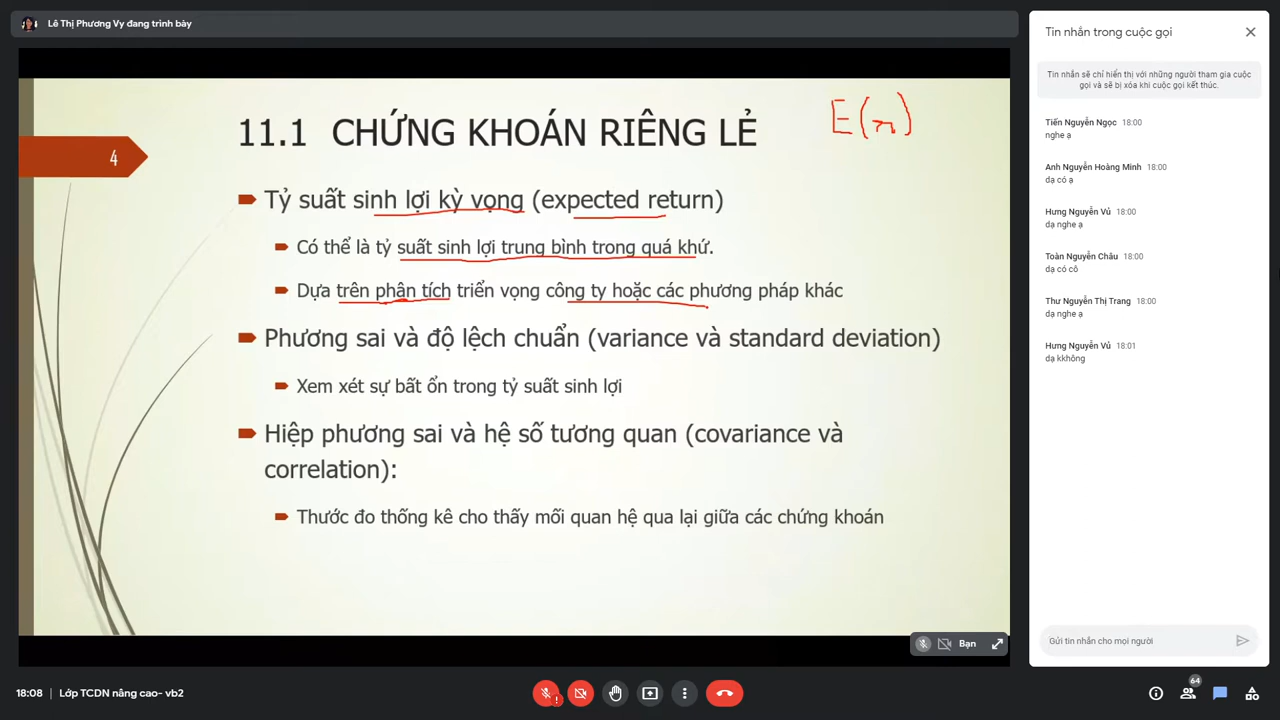 Lê Thị Phương Vy đang trình bày
4
11.1 CHỨNG KHOÁN RIÊNG LẺ
Tỷ suất sinh lợi kỳ vọng (expected return)
Có thể là tỷ suất sinh lợi trung bình trong quá khứ.
Dựa trên phân tích triển vọng công ty hoặc các phương pháp khác
Phương sai và độ lệch chuẩn (variance và standard deviation)
Xem xét sự bất ổn trong tỷ suất sinh lợi
Hiệp phương sai và hệ số tương quan (covariance và
correlation):
Thước đo thống kê cho thấy mối quan hệ qua lại giữa các chứng khoán
Bạn
Tin nhắn trong cuộc gọi
Tin nhắn sẽ chỉ hiển thị với những người tham gia cuộc
gọi và sẽ bị xóa khi cuộc gọi kết thúc.
Tiến Nguyễn Ngọc 18:00
nghe ạ
Anh Nguyễn Hoàng Minh 18:00
dạ có ạ
Hưng Nguyễn Vủ 18:00
dạ nghe ạ
Toàn Nguyễn Châu 18:00
dạ có cô
Thư Nguyễn Thị Trang 18:00
dạ nghe ạ
Hưng Nguyễn Vủ 18:01
dạ kkhông
Gửi tin nhắn cho mọi người
18:08 | Lớp TCDN nâng cao- vb2
64